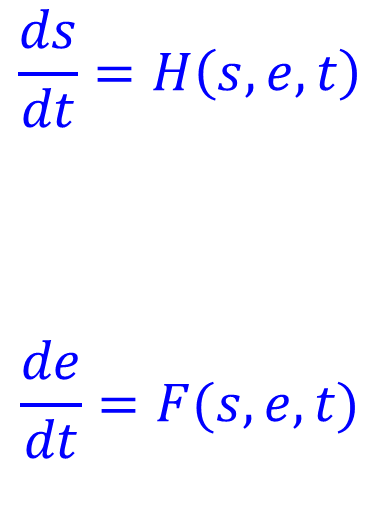 ds/dt = H(s, e, t)
de/dt = F(s, e, t)